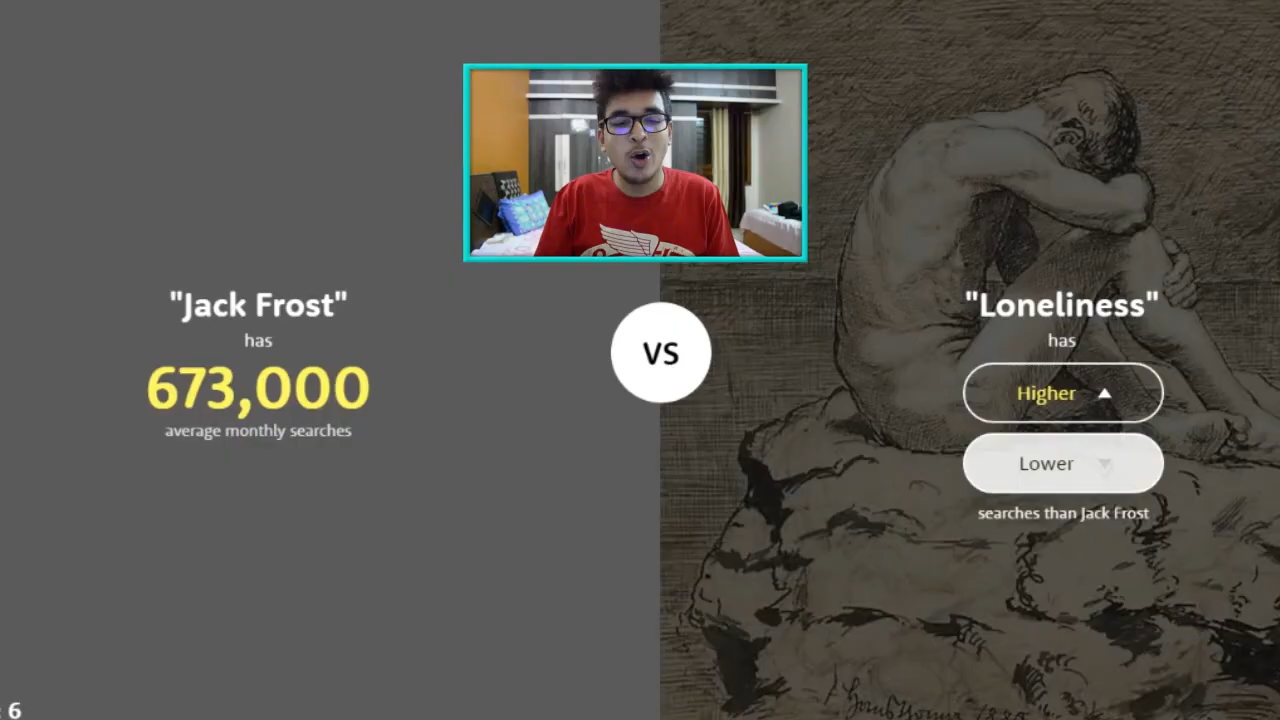 "Jack Frost"
has
673,000
average monthly searches
VS
"Loneliness"
has
Higher
Lower
searches than Jack Frost
: 6